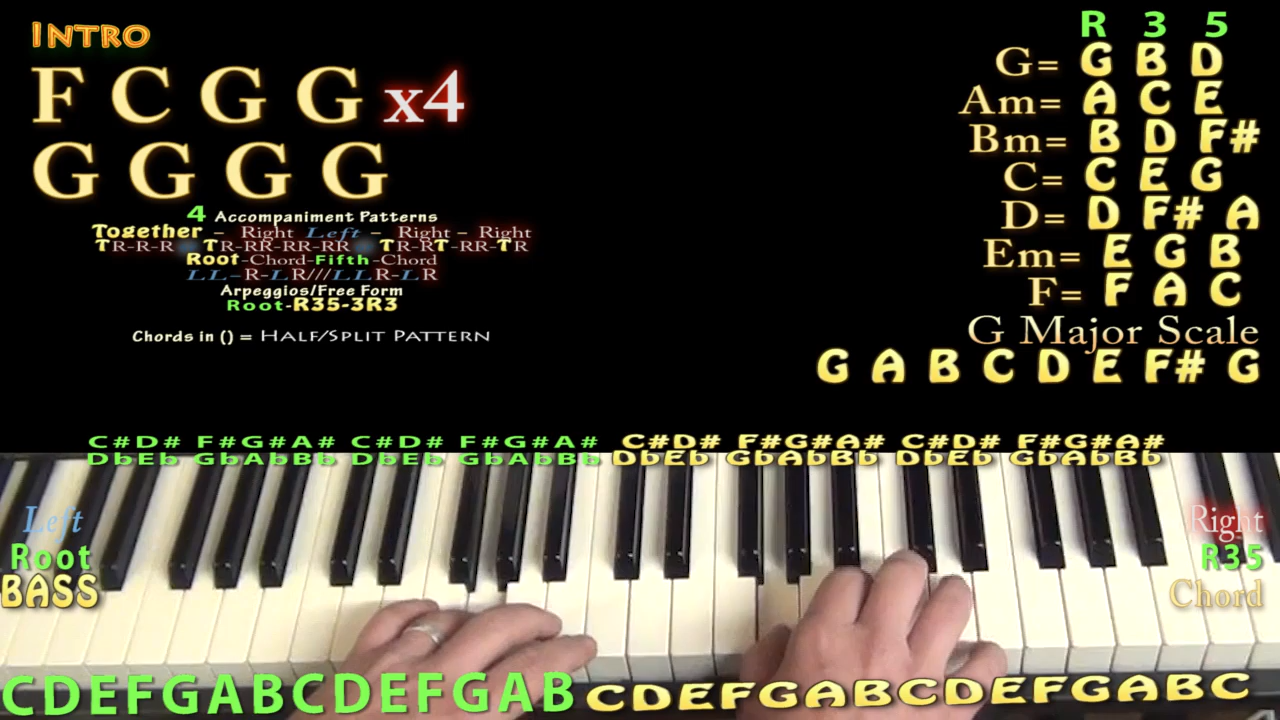 INTRO
F C G G x4
G G G G
4 Accompaniment Patterns
Together – Right Left – Right – Right
TR-R-R TR-RR-RR-RR TR-RT-RR-TR
Root-Chord-Fifth-Chord
LL-R-LR///LLR-LR
Arpeggios/Free Form
Root-R35-3R3
Chords in () = Half/Split Pattern
R 3 5
G= G B D
Am= A C E
Bm= B D F#
C= C E G
D= D F# A
Em= E G B
F= F A C
G Major Scale
G A B C D E F# G
C#D# F#G#A# C#D# F#G#A# C#D# F#G#A# C#D# F#G#A#
DbEb GbAbBb DbEb GbAbBb DbEb GbAbBb DbEb GbAbBb
Left
Root
BASS
Right
R35
Chord
CDEFGABCDEFGAB CDEFGABCDEFGABC